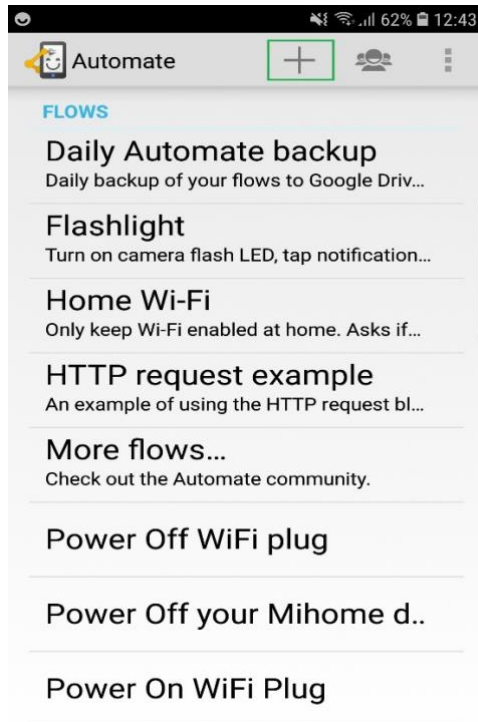 62% 12:43
Automate
FLOWS
Daily Automate backup
Daily backup of your flows to Google Driv...
Flashlight
Turn on camera flash LED, tap notification...
Home Wi-Fi
Only keep Wi-Fi enabled at home. Asks if...
HTTP request example
An example of using the HTTP request bl...
More flows...
Check out the Automate community.
Power Off WiFi plug
Power Off your Mihome d..
Power On WiFi Plug